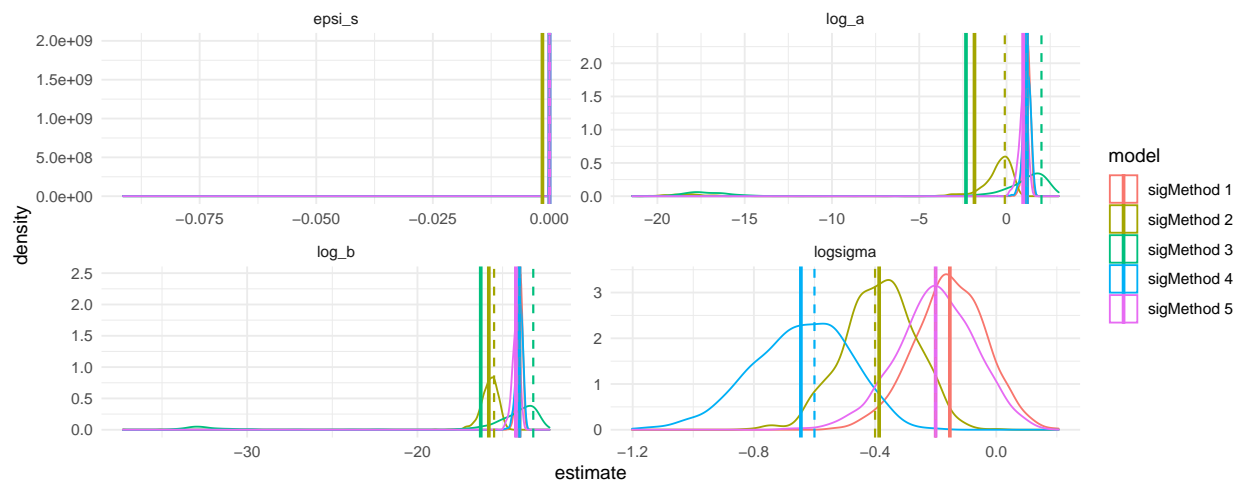 epsi_s
log_a
2.0e+09
1.5e+09
1.0e+09
5.0e+08
0.0e+00
−0.075
−0.050
−0.025
0.000
2.0
1.5
1.0
0.5
0.0
−20
−15
−10
−5
0
log_b
logsigma
2.5
2.0
1.5
1.0
0.5
0.0
−30
−20
3
2
1
0
−1.2
−0.8
−0.4
0.0
density
estimate
model
sigMethod 1
sigMethod 2
sigMethod 3
sigMethod 4
sigMethod 5